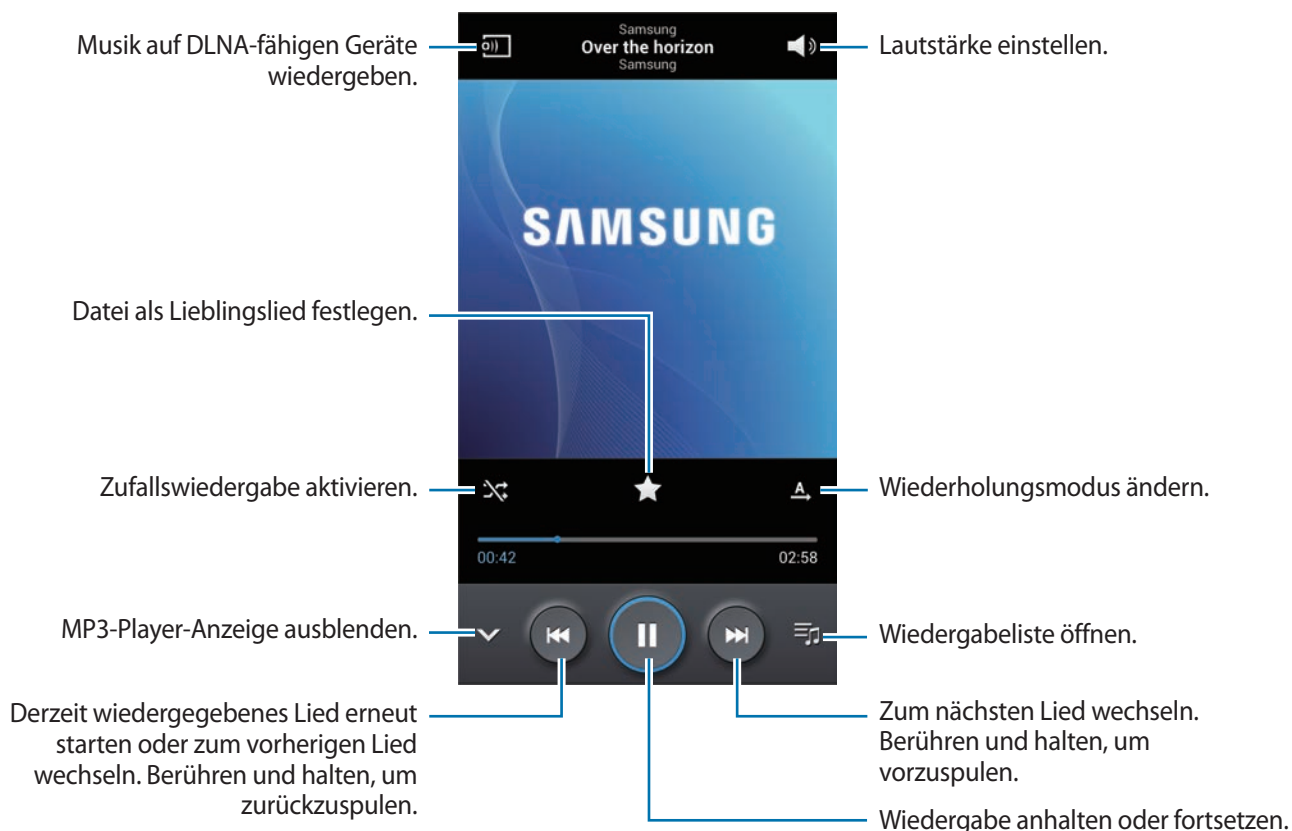 Musik auf DLNA-fähigen Geräte
wiedergeben.
Samsung
Over the horizon
Samsung
Lautstärke einstellen.
SAMSUNG
Datei als Lieblingslied festlegen.
Zufallswiedergabe aktivieren.
A
Wiederholungsmodus ändern.
00:42
02:58
MP3-Player-Anzeige ausblenden.
Wiedergabeliste öffnen.
Derzeit wiedergegebenes Lied erneut
starten oder zum vorherigen Lied
wechseln. Berühren und halten, um
zurückzuspulen.
Zum nächsten Lied wechseln.
Berühren und halten, um
vorzuspulen.
Wiedergabe anhalten oder fortsetzen.